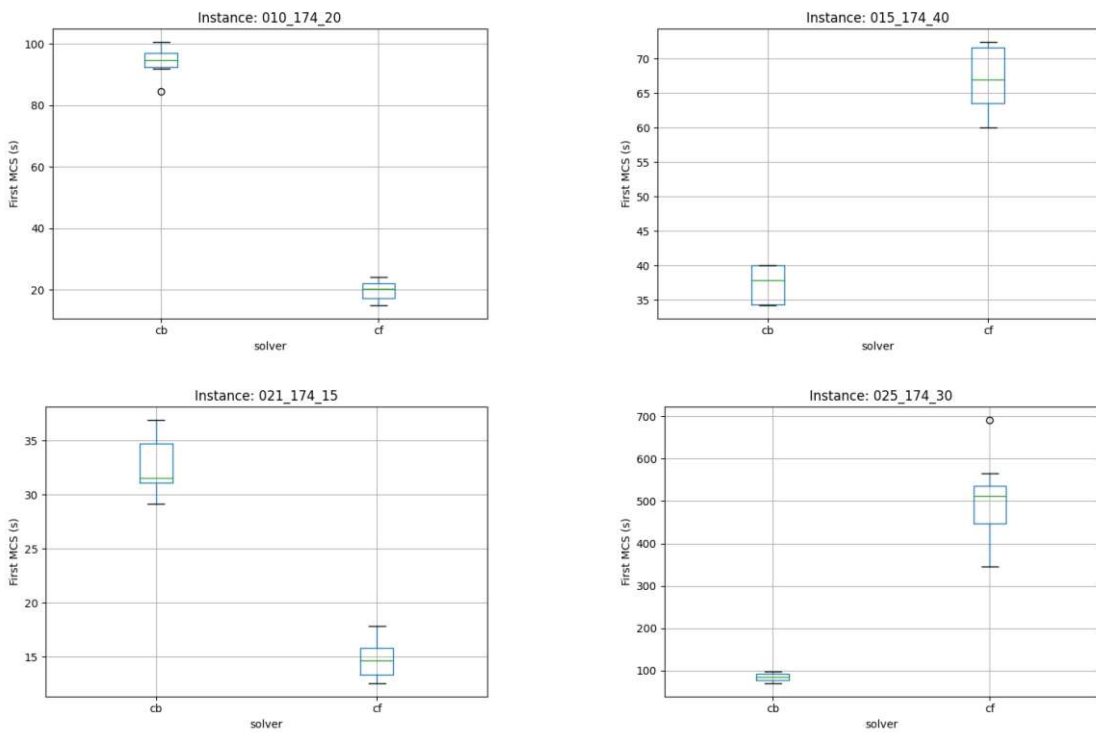 Instance: 010_174_20
100
80
60
40
20
First MCS (s)
cb
cf
solver
Instance: 015_174_40
70
65
60
55
50
45
40
35
First MCS (s)
cb
cf
solver
Instance: 021_174_15
35
30
25
20
15
First MCS (s)
cb
cf
solver
Instance: 025_174_30
700
600
500
400
300
200
100
First MCS (s)
cb
cf
solver